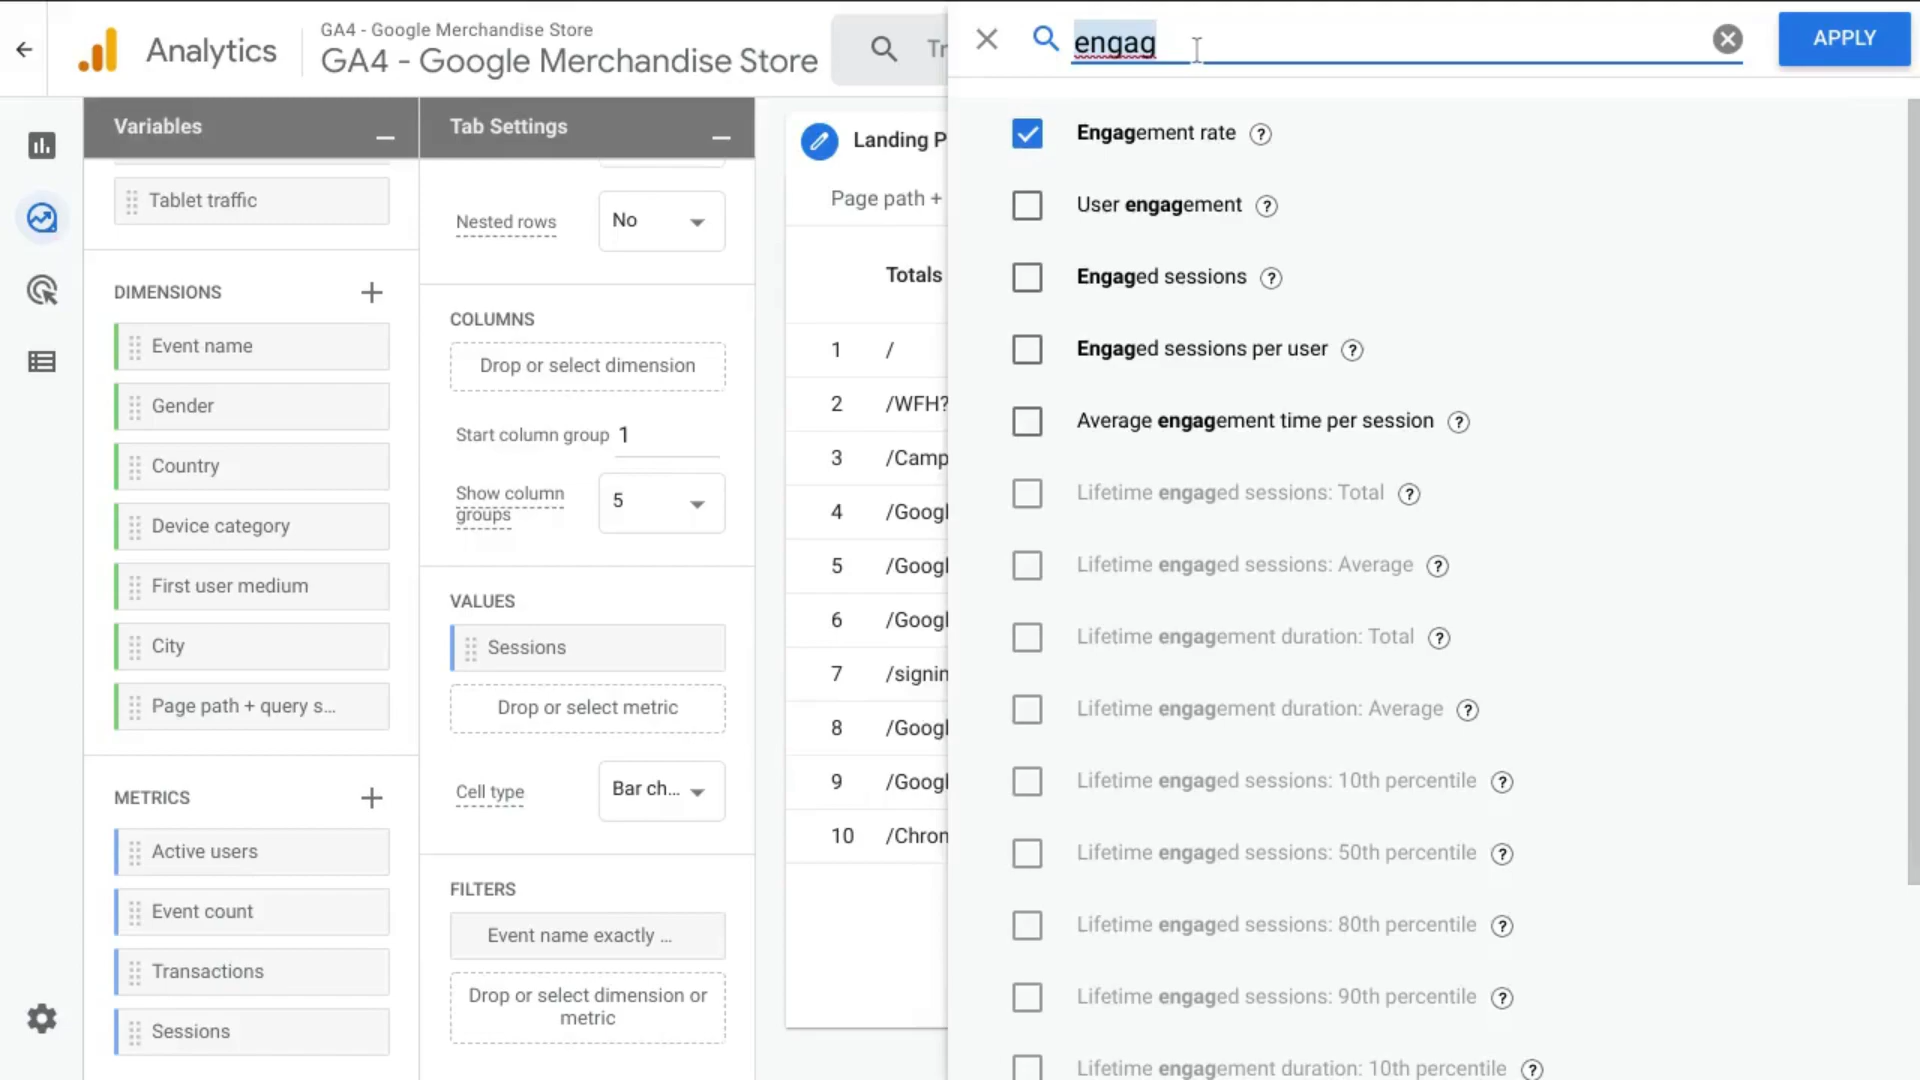 GA4 - Google Merchandise Store
Analytics
GA4 - Google Merchandise Store
Tr
engag
APPLY
Variables
Tablet traffic
DIMENSIONS
Event name
Gender
Country
Device category
First user medium
City
Page path + query s...
METRICS
Active users
Event count
Transactions
Sessions
Tab Settings
Nested rows
No
COLUMNS
Drop or select dimension
Start column group 1
Show column groups
5
VALUES
Sessions
Drop or select metric
Cell type
Bar ch...
FILTERS
Event name exactly ...
Drop or select dimension or
metric
Landing P
Page path +
Totals
1 /
2 /WFH?
3 /Camp
4 /Googl
5 /Googl
6 /Googl
7 /signin
8 /Googl
9 /Googl
10 /Chron
Engagement rate ?
User engagement ?
Engaged sessions ?
Engaged sessions per user ?
Average engagement time per session ?
Lifetime engaged sessions: Total ?
Lifetime engaged sessions: Average ?
Lifetime engagement duration: Total ?
Lifetime engagement duration: Average ?
Lifetime engaged sessions: 10th percentile ?
Lifetime engaged sessions: 50th percentile ?
Lifetime engaged sessions: 80th percentile ?
Lifetime engaged sessions: 90th percentile ?
Lifetime engagement duration: 10th percentile ?